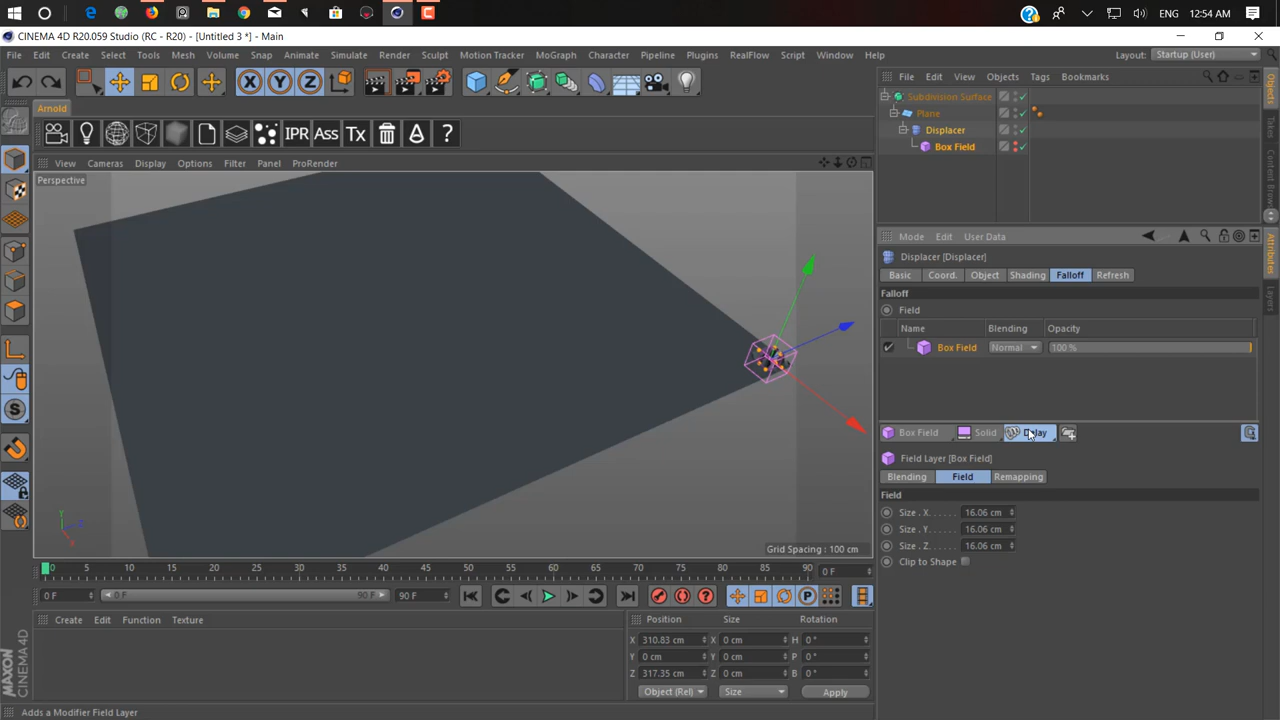 ENG 12:54 AM
CINEMA 4D R20.059 Studio (RC - R20) - [Untitled 3 *] - Main
File Edit Create Select Tools Mesh Volume Snap Animate Simulate Render Sculpt Motion Tracker MoGraph Character Pipeline Plugins RealFlow Script Window Help Layout: Startup (User)
X Y Z
File Edit View Objects Tags Bookmarks
Arnold
IPR Ass Tx ?
Subdivision Surface
Plane
Displacer
Box Field
Objects
Takes
Content Brows
Attributes
Layers
View Cameras Display Options Filter Panel ProRender
Perspective
Mode Edit User Data
Displacer [Displacer]
Basic Coord. Object Shading Falloff Refresh
Falloff
Field
Name Blending Opacity
Box Field Normal 100 %
Box Field Solid Delay
Field Layer [Box Field]
Blending Field Remapping
Field
Size . X. . . . . . 16.06 cm
Size . Y. . . . . . 16.06 cm
Size . Z. . . . . . 16.06 cm
Clip to Shape
Y
Z
X
Grid Spacing : 100 cm
0 5 10 15 20 25 30 35 40 45 50 55 60 65 70 75 80 85 90 0 F
0 F 0 F 90 F 90 F
Create Edit Function Texture
Position Size Rotation
X 310.83 cm X 0 cm H 0 °
Y 0 cm Y 0 cm P 0 °
Z 317.35 cm Z 0 cm B 0 °
Object (Rel) Size Apply
MAXON CINEMA 4D
Adds a Modifier Field Layer